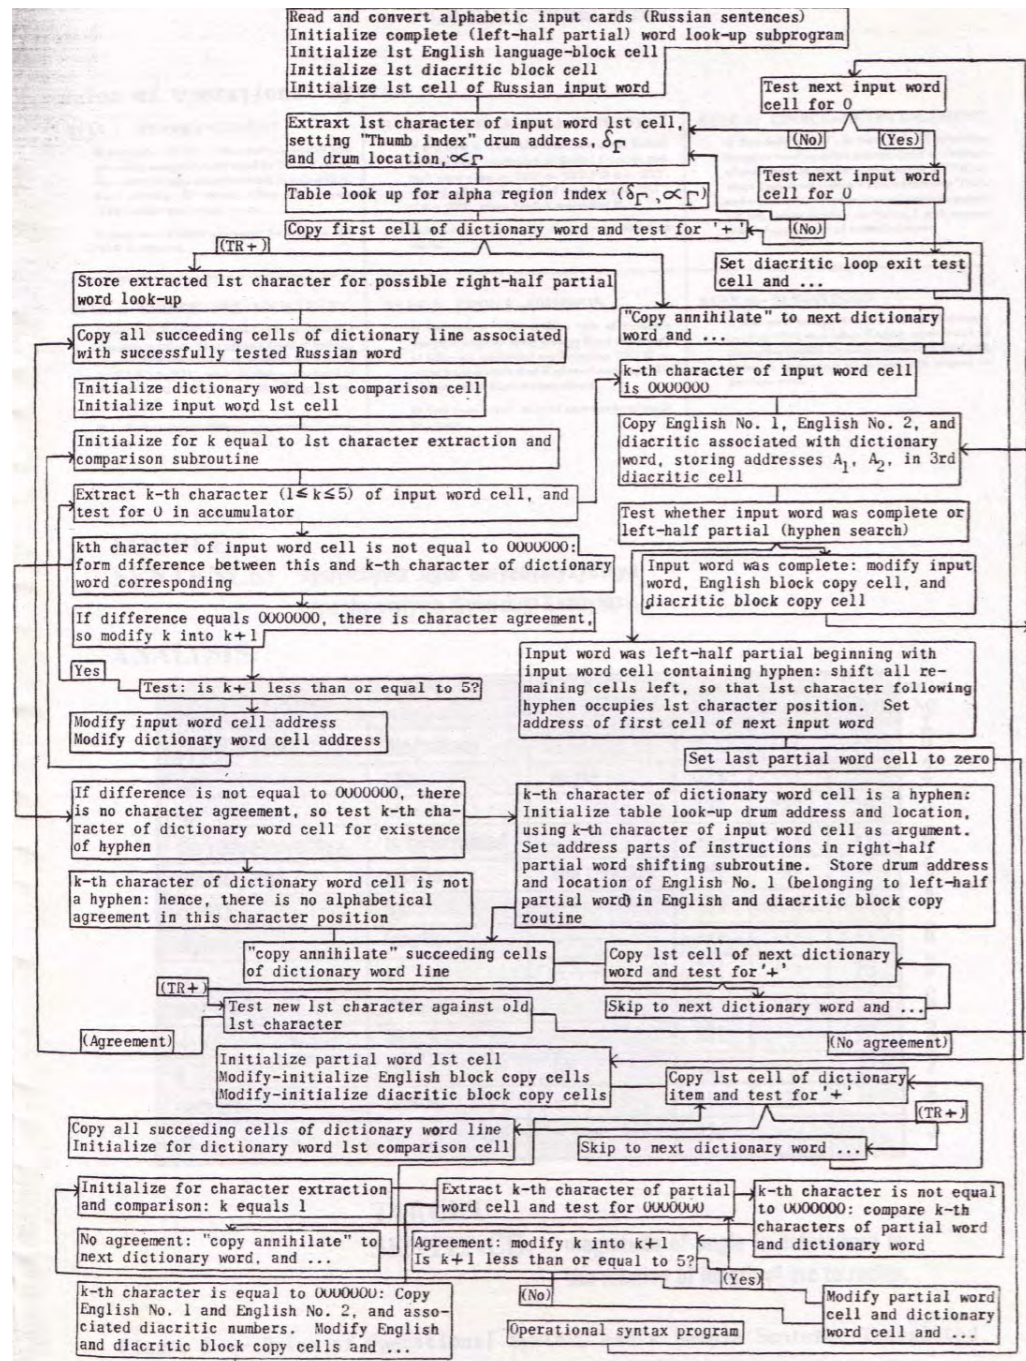 Read and convert alphabetic input cards (Russian sentences)
Initialize complete (left-half partial) word look-up subprogram
Initialize 1st English language-block cell
Initialize 1st diacritic block cell
Initialize 1st cell of Russian input word
Test next input word
cell for 0
Extraxt 1st character of input word 1st cell,
setting "Thumb index" drum address, δΓ
and drum location, ∝Γ
(No)
(Yes)
Test next input word
cell for 0
Table look up for alpha region index (δΓ ,∝Γ)
(No)
Copy first cell of dictionary word and test for '+'
(TR+)
Set diacritic loop exit test
cell and ...
Store extracted 1st character for possible right-half partial
word look-up
"Copy annihilate" to next dictionary
word and ...
Copy all succeeding cells of dictionary line associated
with successfully tested Russian word
k-th character of input word cell
is 0000000
Initialize dictionary word 1st comparison cell
Initialize input word 1st cell
Copy English No. 1, English No. 2, and
diacritic associated with dictionary
word, storing addresses A1, A2, in 3rd
diacritic cell
Initialize for k equal to 1st character extraction and
comparison subroutine
Extract k-th character (1≤k≤5) of input word cell, and
test for 0 in accumulator
Test whether input word was complete or
left-half partial (hyphen search)
kth character of input word cell is not equal to 0000000:
form difference between this and k-th character of dictionary
word corresponding
Input word was complete: modify input
word, English block copy cell, and
diacritic block copy cell
If difference equals 0000000, there is character agreement,
so modify k into k+1
Input word was left-half partial beginning with
input word cell containing hyphen: shift all re-
maining cells left, so that 1st character following
hyphen occupies 1st character position. Set
address of first cell of next input word
Yes
Test: is k+1 less than or equal to 5?
Modify input word cell address
Modify dictionary word cell address
Set last partial word cell to zero
If difference is not equal to 0000000, there
is no character agreement, so test k-th cha-
racter of dictionary word cell for existence
of hyphen
k-th character of dictionary word cell is a hyphen:
Initialize table look-up drum address and location,
using k-th character of input word cell as argument.
Set address parts of instructions in right-half
partial word shifting subroutine. Store drum address
and location of English No. 1 (belonging to left-half
partial word) in English and diacritic block copy
routine
k-th character of dictionary word cell is not
a hyphen: hence, there is no alphabetical
agreement in this character position
"copy annihilate" succeeding cells
of dictionary word line
Copy 1st cell of next dictionary
word and test for '+'
(TR+)
Test new 1st character against old
1st character
Skip to next dictionary word and ...
(Agreement)
(No agreement)
Initialize partial word 1st cell
Modify-initialize English block copy cells
Modify-initialize diacritic block copy cells
Copy 1st cell of dictionary
item and test for '+'
(TR+)
Copy all succeeding cells of dictionary word line
Initialize for dictionary word 1st comparison cell
Skip to next dictionary word ...
Initialize for character extraction
and comparison: k equals 1
Extract k-th character of partial
word cell and test for 0000000
k-th character is not equal
to 0000000: compare k-th
characters of partial word
and dictionary word
No agreement: "copy annihilate" to
next dictionary word, and ...
Agreement: modify k into k+1
Is k+1 less than or equal to 5?
(Yes)
(No)
k-th character is equal to 0000000: Copy
English No. 1 and English No. 2, and asso-
ciated diacritic numbers. Modify English
and diacritic block copy cells and ...
Modify partial word
cell and dictionary
word cell and ...
Operational syntax program